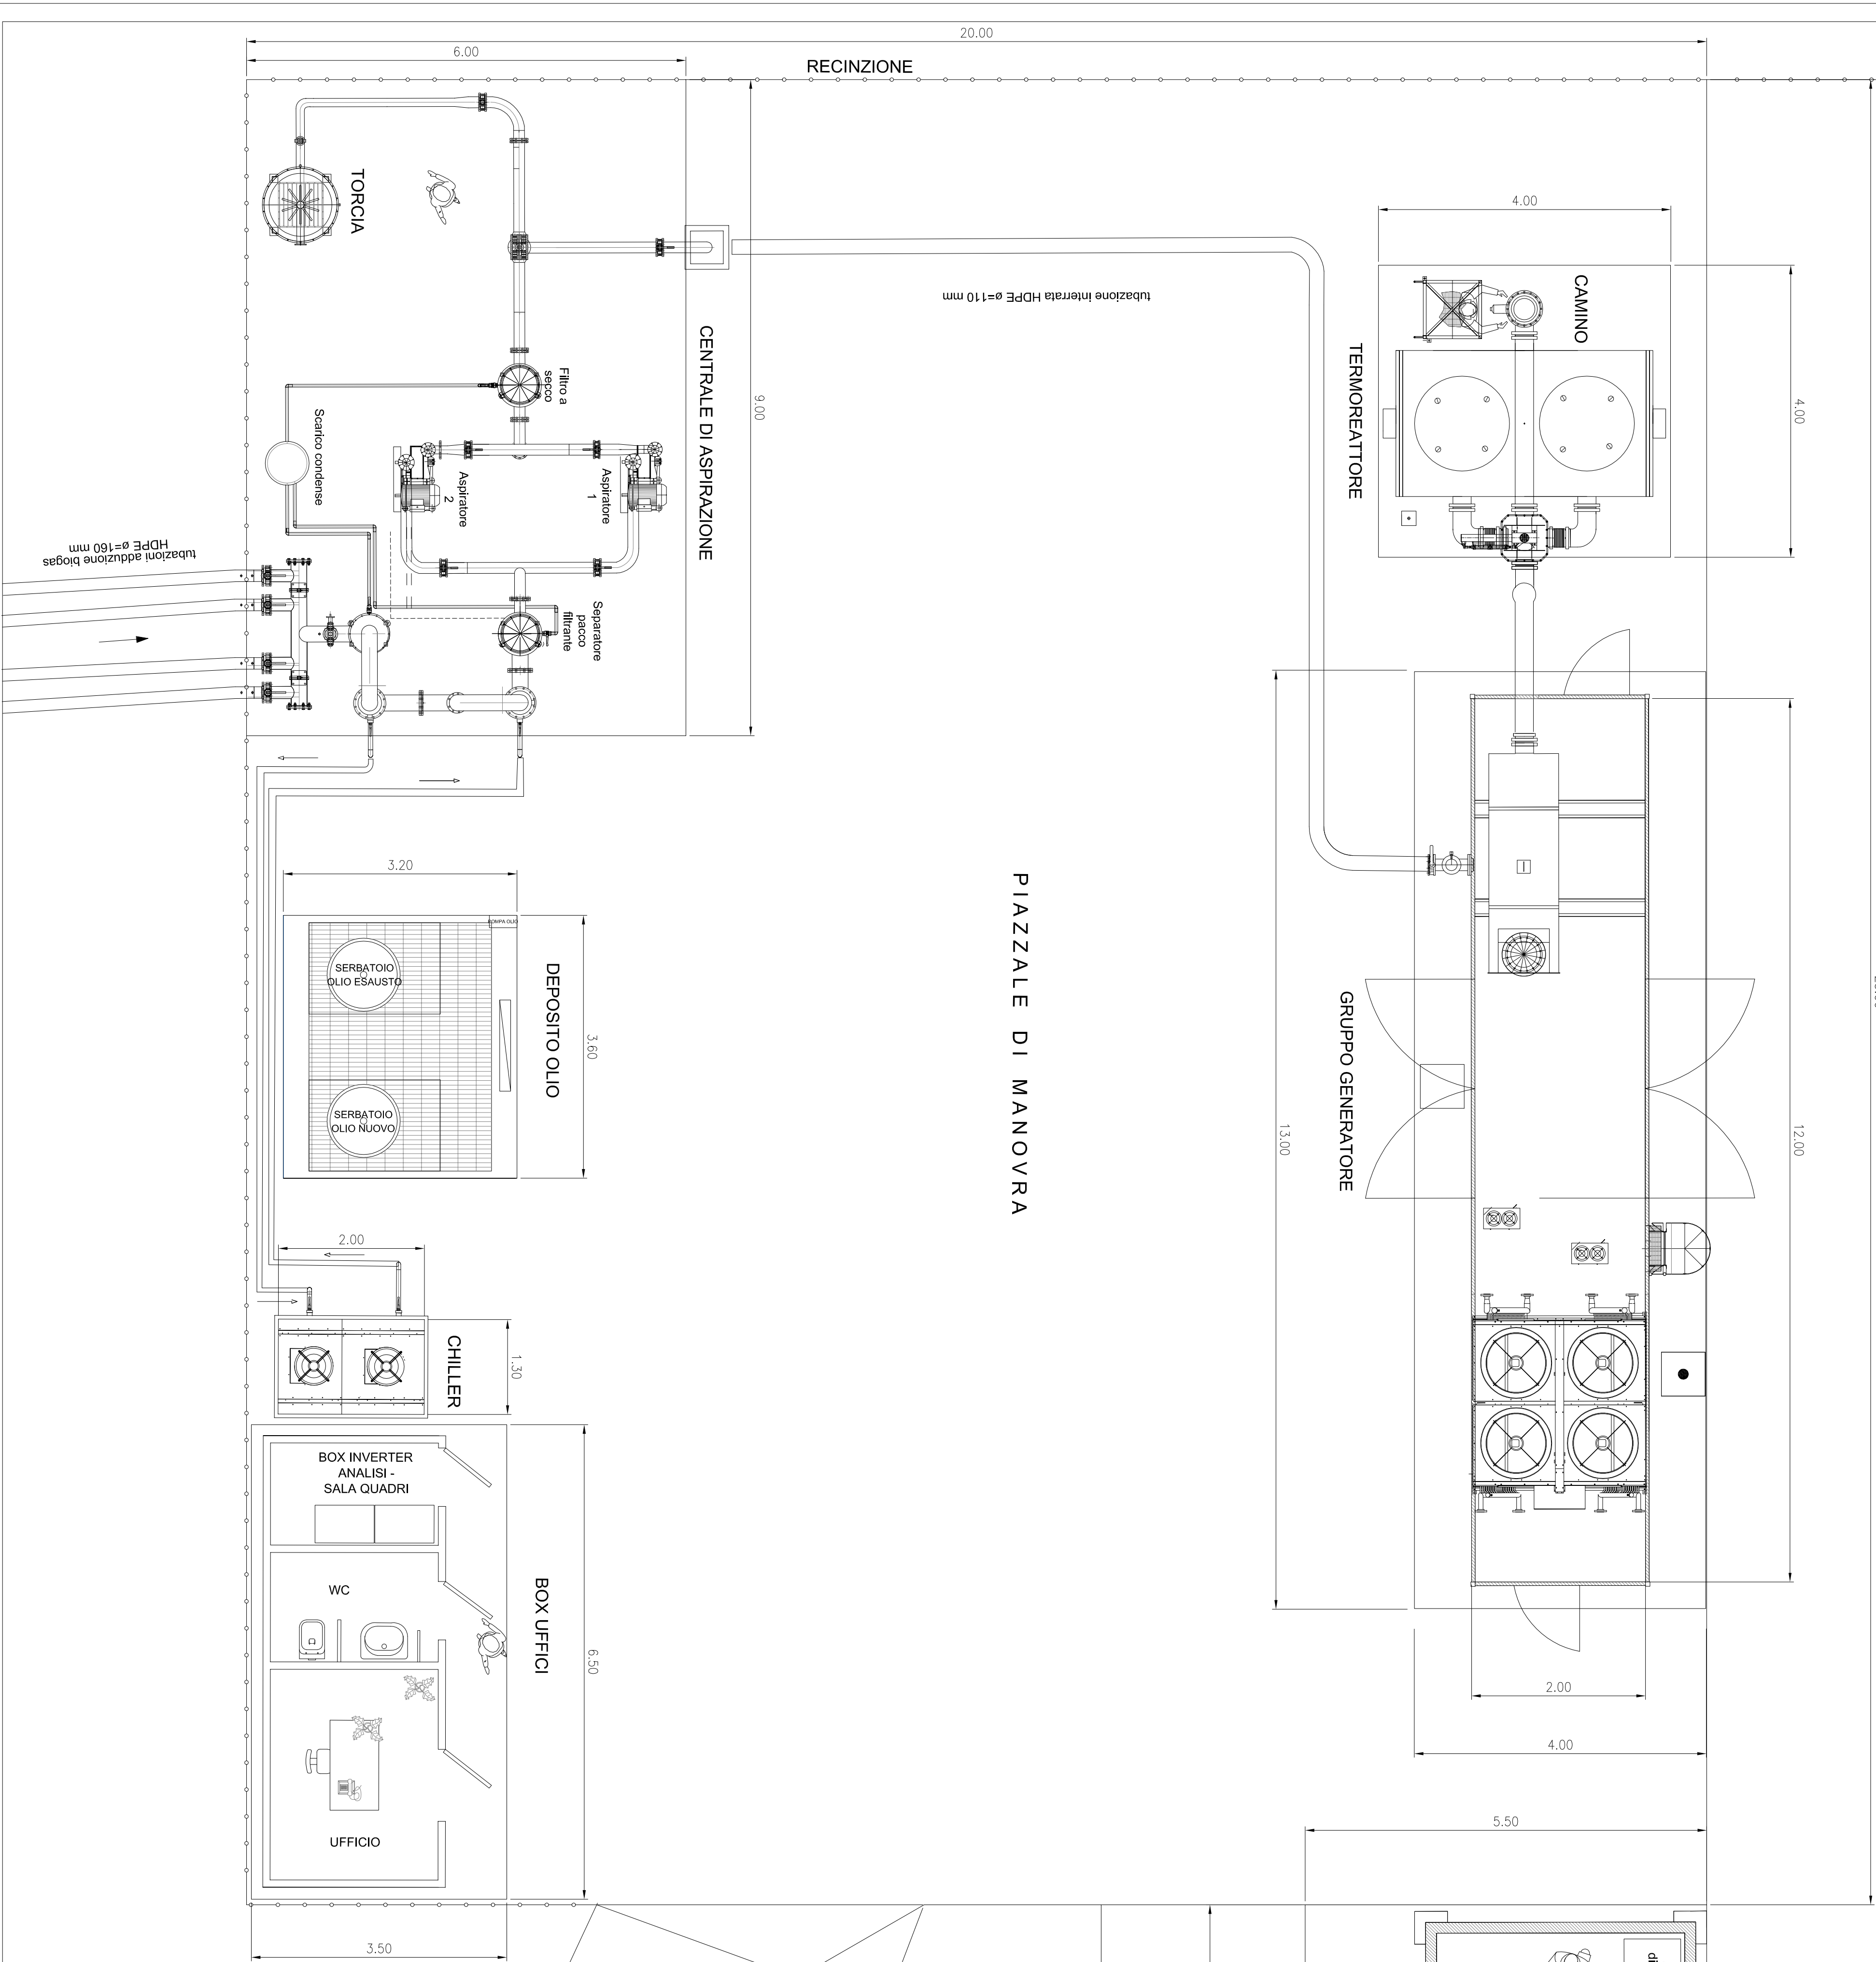 20.00
6.00
RECINZIONE
TORCIA
4.00
CAMINO
4.00
tubazione interrata HDPE ø=110 mm
TERMOREATTORE
CENTRALE DI ASPIRAZIONE
9.00
Filtro a
secco
Scarico condense
Aspiratore
2
Aspiratore
1
tubazioni adduzione biogas
HDPE ø=160 mm
Separatore
pacco
filtrante
3.20
POMPA OLIO
SERBATOIO
OLIO ESAUSTO
DEPOSITO OLIO
3.60
SERBATOIO
OLIO NUOVO
PIAZZALE DI MANOVRA
GRUPPO GENERATORE
13.00
12.00
2.00
CHILLER
1.30
BOX INVERTER
ANALISI -
SALA QUADRI
WC
BOX UFFICI
6.50
UFFICIO
2.00
4.00
5.50
3.50